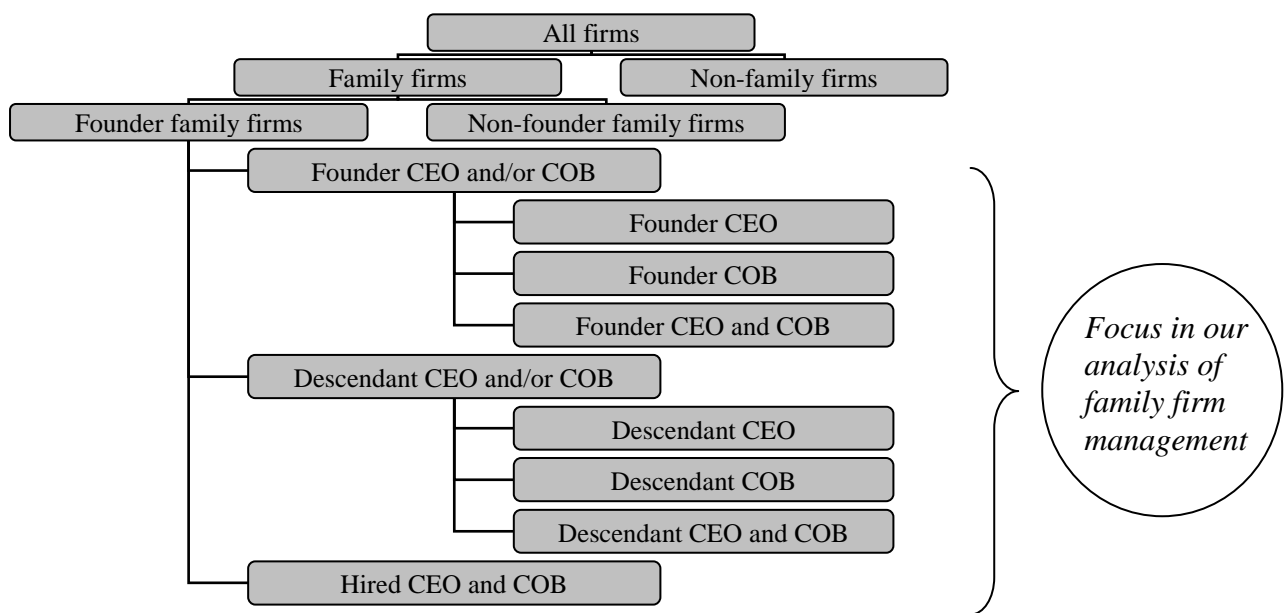 All firms
Family firms
Non-family firms
Founder family firms
Non-founder family firms
Founder CEO and/or COB
Founder CEO
Founder COB
Founder CEO and COB
Descendant CEO and/or COB
Descendant CEO
Descendant COB
Descendant CEO and COB
Hired CEO and COB
Focus in our
analysis of
family firm
management